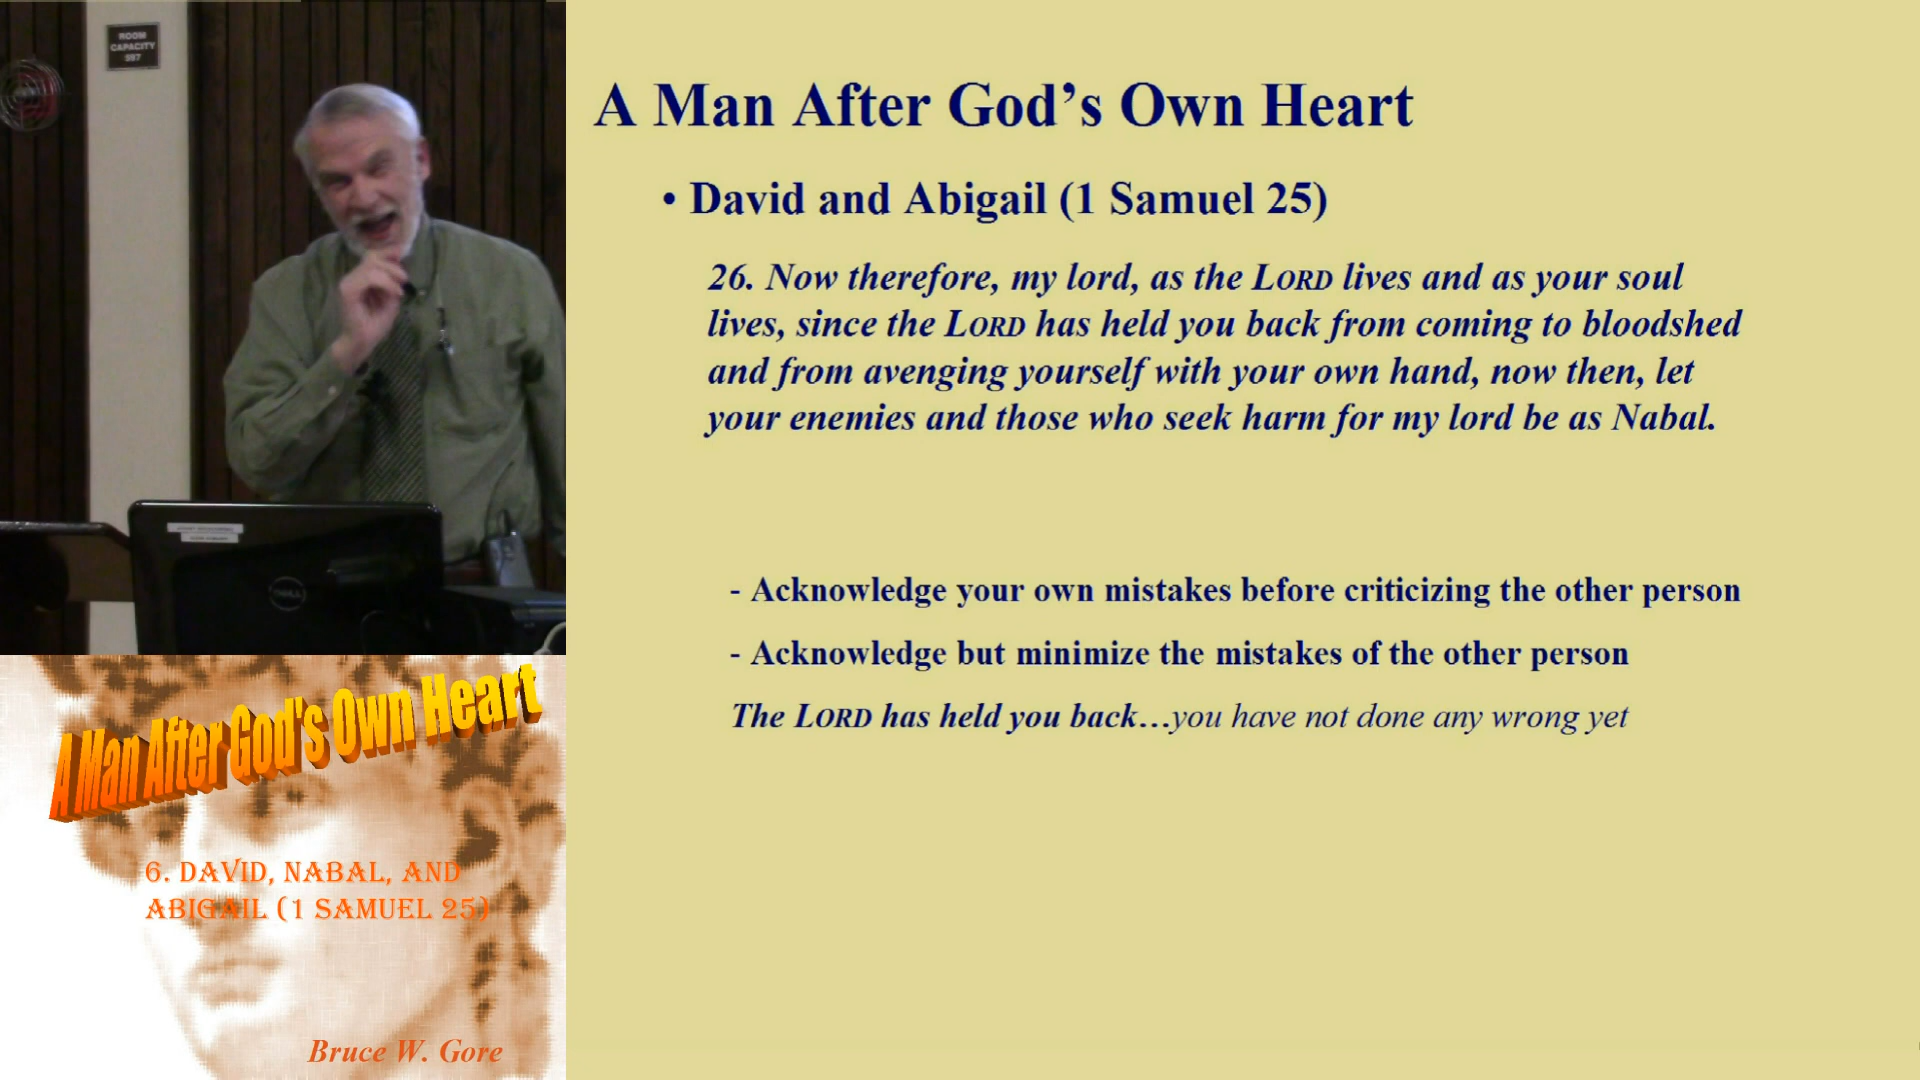 ROOM
CAPACITY
597
A Man After God's Own Heart
• David and Abigail (1 Samuel 25)
26. Now therefore, my lord, as the LORD lives and as your soul
lives, since the LORD has held you back from coming to bloodshed
and from avenging yourself with your own hand, now then, let
your enemies and those who seek harm for my lord be as Nabal.
- Acknowledge your own mistakes before criticizing the other person
- Acknowledge but minimize the mistakes of the other person
The LORD has held you back…you have not done any wrong yet
DELL
A Man After God's Own Heart
6. DAVID, NABAL, AND
ABIGAIL (1 SAMUEL 25)
Bruce W. Gore